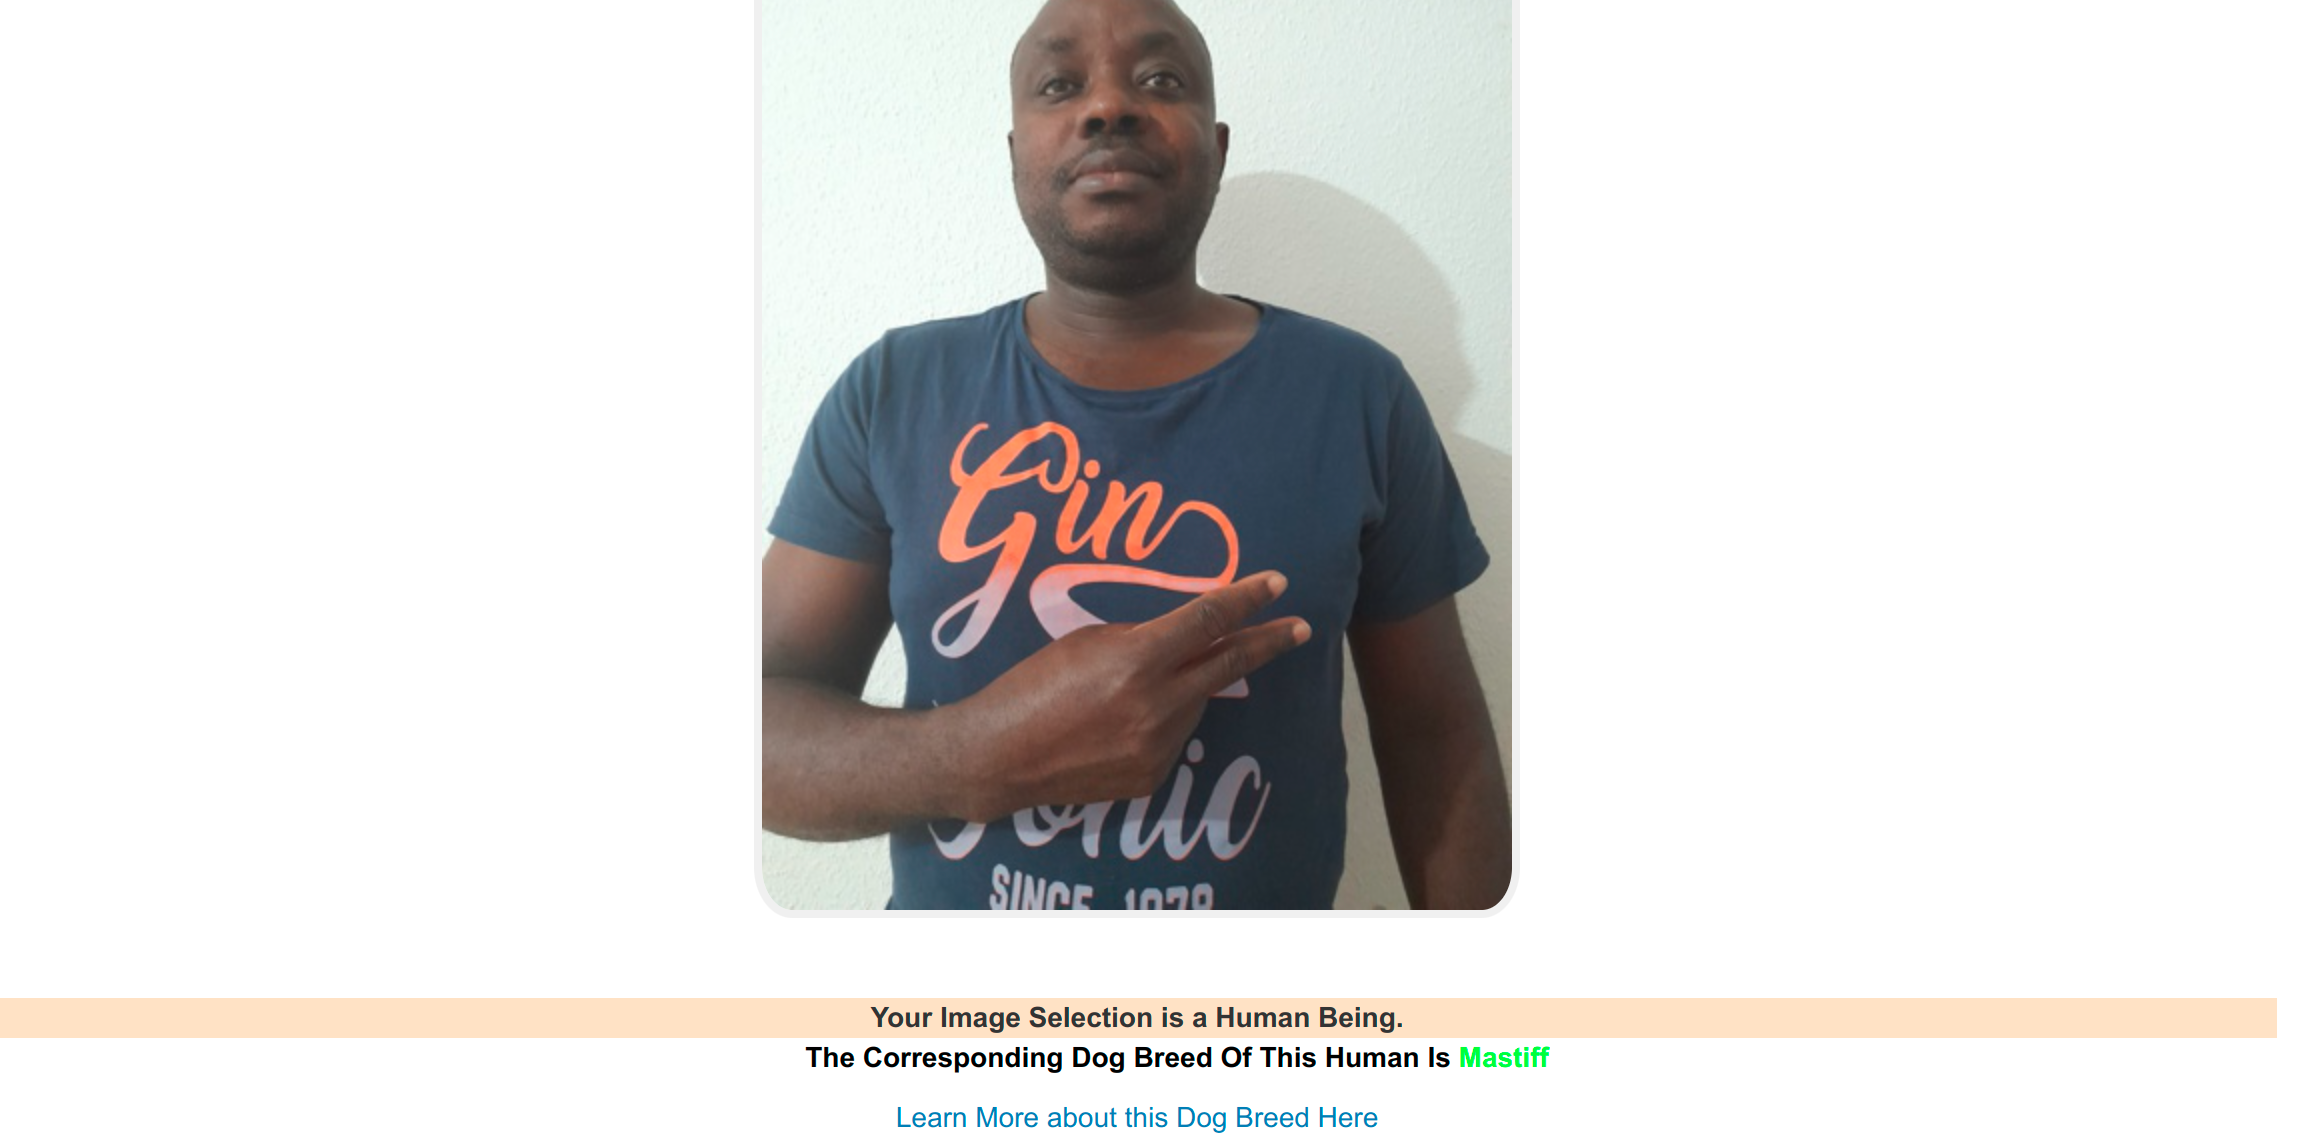 Gin
SINCE
Your Image Selection is a Human Being.
The Corresponding Dog Breed Of This Human Is Mastiff
Learn More about this Dog Breed Here